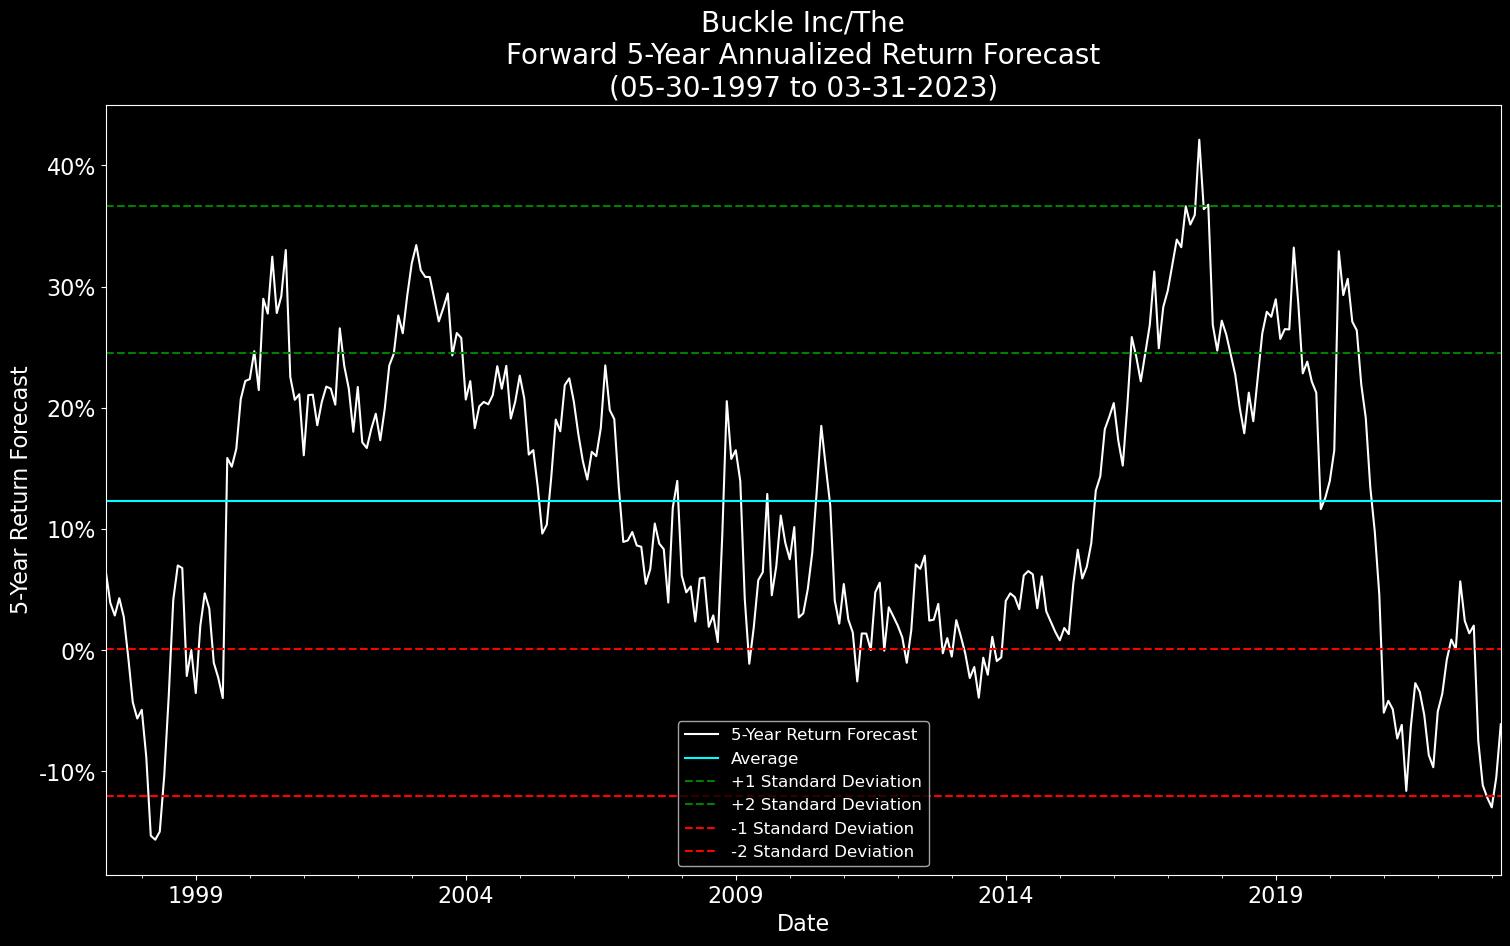 Buckle Inc/The
Forward 5-Year Annualized Return Forecast
(05-30-1997 to 03-31-2023)
5-Year Return Forecast
40%
30%
20%
10%
0%
-10%
5-Year Return Forecast
Average
+1 Standard Deviation
+2 Standard Deviation
-1 Standard Deviation
-2 Standard Deviation
1999
2004
2009
2014
2019
Date